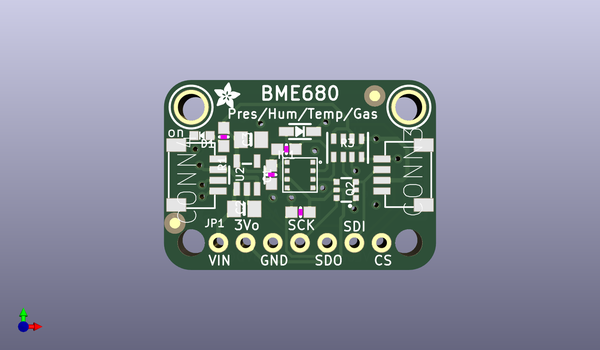 BME680
Pres/Hum/Temp/Gas
on
D1
R3
CONN
CONN3
U2
Q2
JP1
3Vo
SCK
SDI
VIN
GND
SDO
CS